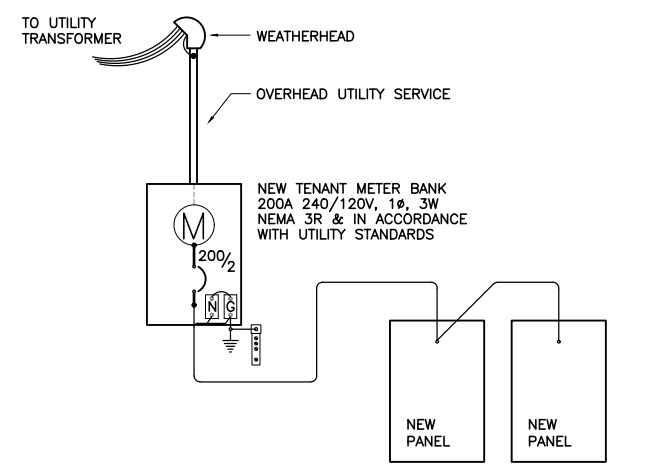 TO UTILITY
TRANSFORMER
WEATHERHEAD
OVERHEAD UTILITY SERVICE
NEW TENANT METER BANK
200A 240/120V, 1ø, 3W
NEMA 3R & IN ACCORDANCE
WITH UTILITY STANDARDS
M
200/2
N G
NEW
PANEL
NEW
PANEL